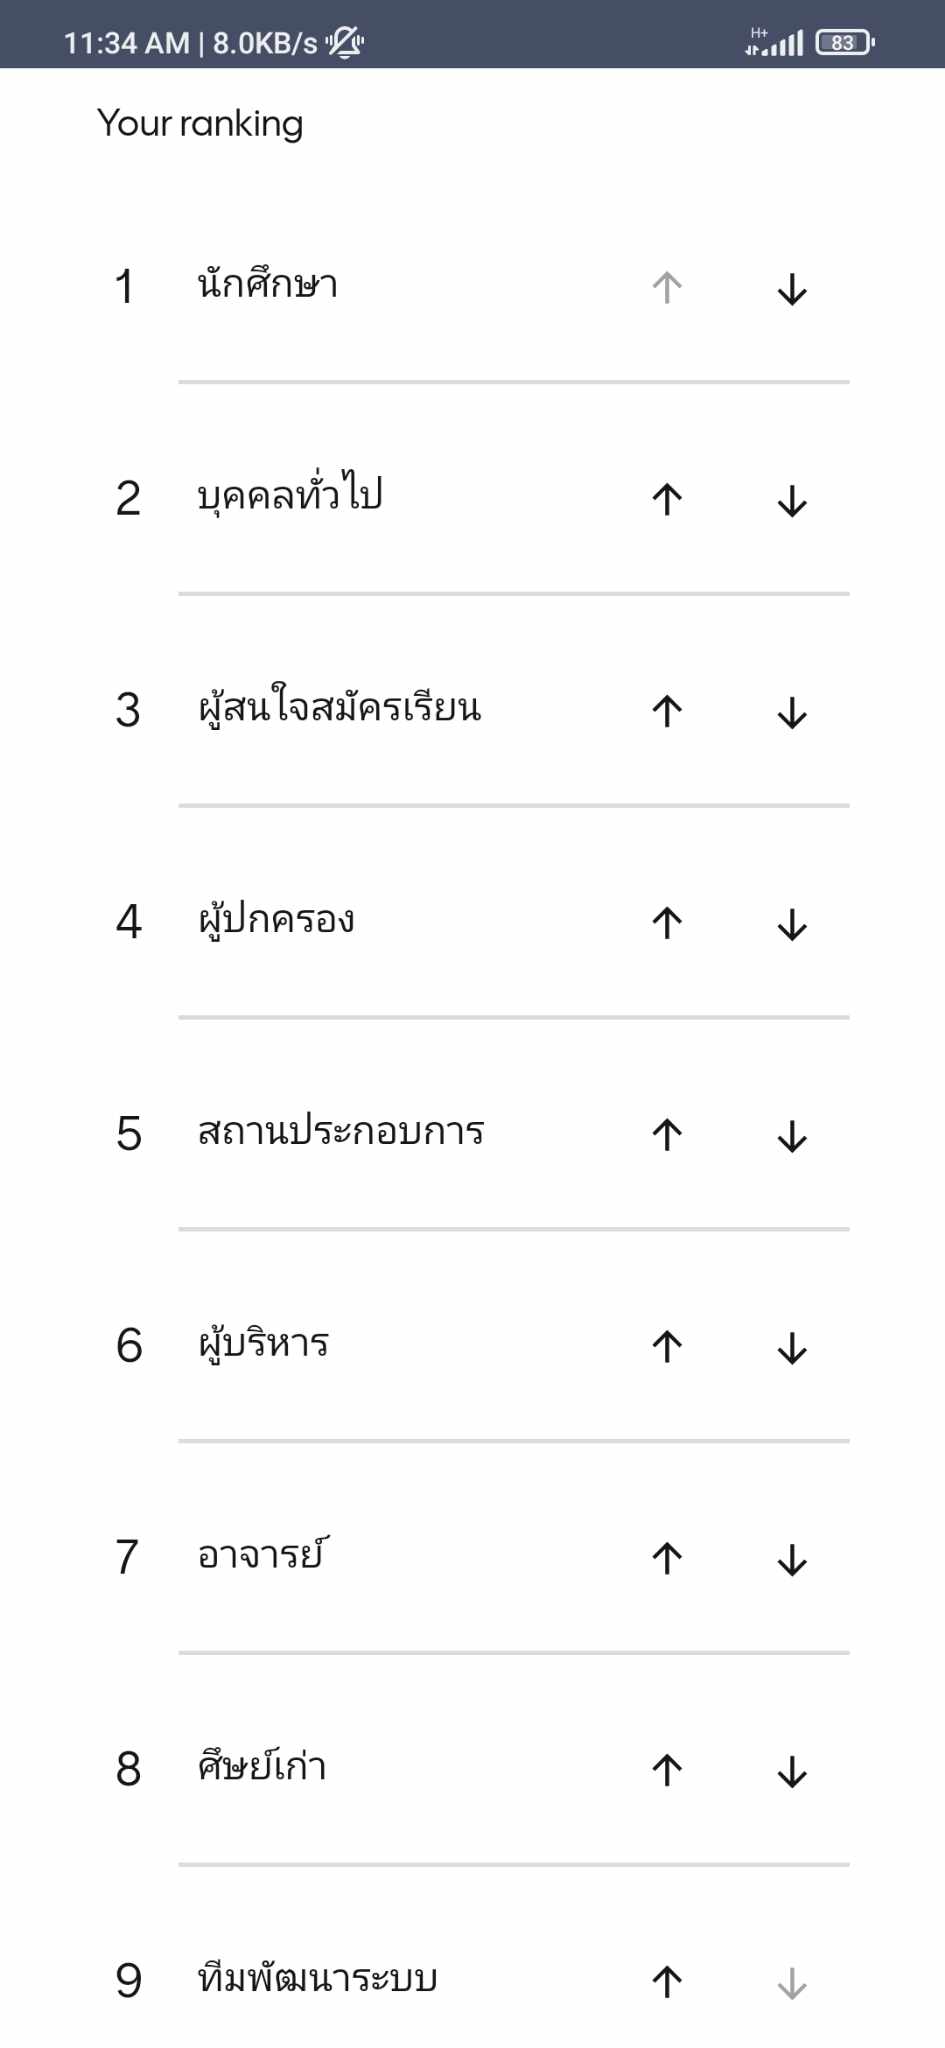 11:34 AM | 8.0KB/s H+ 83
Your ranking
1 นักศึกษา
2 บุคคลทั่วไป
3 ผู้สนใจสมัครเรียน
4 ผู้ปกครอง
5 สถานประกอบการ
6 ผู้บริหาร
7 อาจารย์
8 ศึษย์เก่า
9 ทีมพัฒนาระบบ